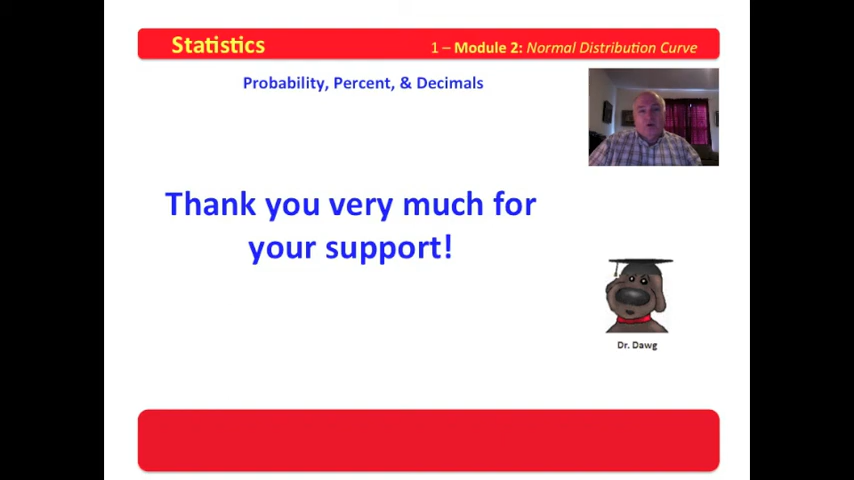 Statistics
1 – Module 2: Normal Distribution Curve
Probability, Percent, & Decimals
Thank you very much for
your support!
Dr. Dawg